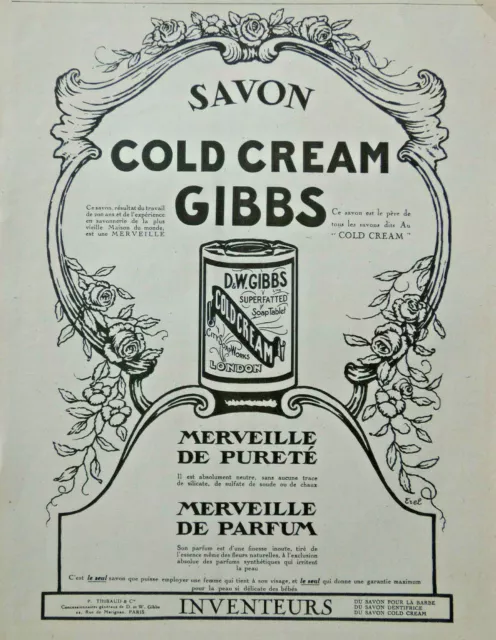 SAVON
COLD CREAM
GIBBS
Ce savon, résultat du travail
de 200 ans et de l'expérience
en savonnerie de la plus
vieille Maison du monde,
est une MERVEILLE
Ce savon est le père de
tous les savons dits Au
"COLD CREAM"
D&W. GIBBS
SUPERFATTED
Soap Tablet
COLD CREAM
City Soap Works
LONDON
MERVEILLE
DE PURETÉ
Il est absolument neutre, sans aucune trace
de silicate, de sulfate de soude ou de chaux
MERVEILLE
DE PARFUM
Son parfum est d'une finesse inouïe, tiré de
l'essence même des fleurs naturelles. A l'exclusion
absolue des parfums synthétiques qui irritent
la peau
C'est le seul savon que puisse employer une femme qui tient à son visage, et le seul qui donne une garantie maximum
pour la peau si délicate des bébés
P. THIBAUD & Cie
Concessionnaires généraux de D. et W. Gibbs
22, Rue de Marignan, PARIS
INVENTEURS
DU SAVON POUR LA BARBE
DU SAVON DENTIFRICE
DU SAVON COLD CREAM